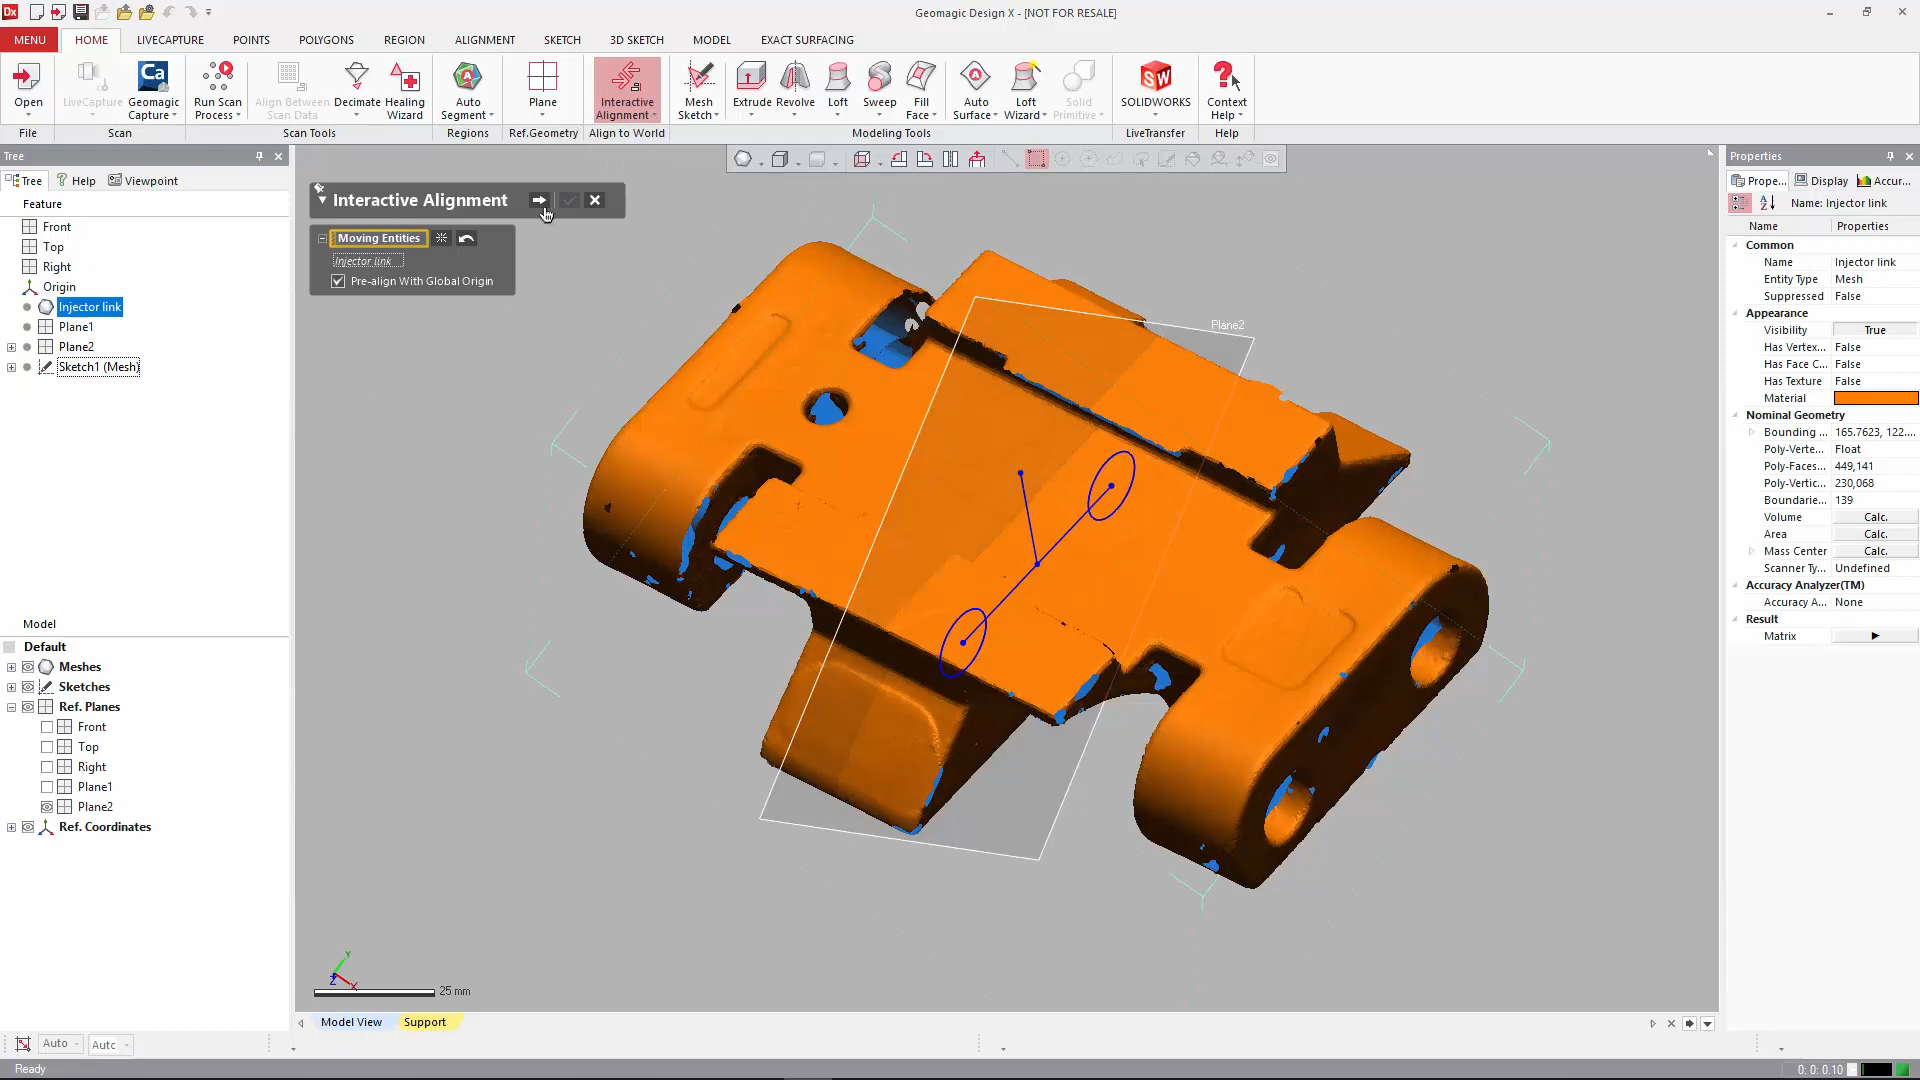 Dx
Geomagic Design X - [NOT FOR RESALE]
MENU HOME LIVECAPTURE POINTS POLYGONS REGION ALIGNMENT SKETCH 3D SKETCH MODEL EXACT SURFACING
Open
LiveCapture
Ca
Geomagic Capture
Run Scan Process
Align Between Scan Data
Decimate
Healing Wizard
Auto Segment
Plane
Interactive Alignment
Mesh Sketch
Extrude
Revolve
Loft
Sweep
Fill Face
Auto Surface
Loft Wizard
Solid Primitive
SW
SOLIDWORKS
Context Help
File Scan Scan Tools Regions Ref.Geometry Align to World Modeling Tools LiveTransfer Help
Tree
Tree Help Viewpoint
Feature
Front
Top
Right
Origin
Injector link
Plane1
Plane2
Sketch1 (Mesh)
Model
Default
Meshes
Sketches
Ref. Planes
Front
Top
Right
Plane1
Plane2
Ref. Coordinates
Interactive Alignment
Moving Entities
Injector link
Pre-align With Global Origin
Plane2
Y
Z
X
25 mm
Model View Support
Properties
Prope... Display Accur...
Name: Injector link
Name Properties
Common
Name Injector link
Entity Type Mesh
Suppressed False
Appearance
Visibility True
Has Vertex... False
Has Face C... False
Has Texture False
Material
Nominal Geometry
Bounding ... 165.7623, 122....
Poly-Verte... Float
Poly-Faces... 449,141
Poly-Vertic... 230,068
Boundarie... 139
Volume Calc.
Area Calc.
Mass Center Calc.
Scanner Ty... Undefined
Accuracy Analyzer(TM)
Accuracy A... None
Result
Matrix
Auto Auto
Ready
0: 0: 0.10